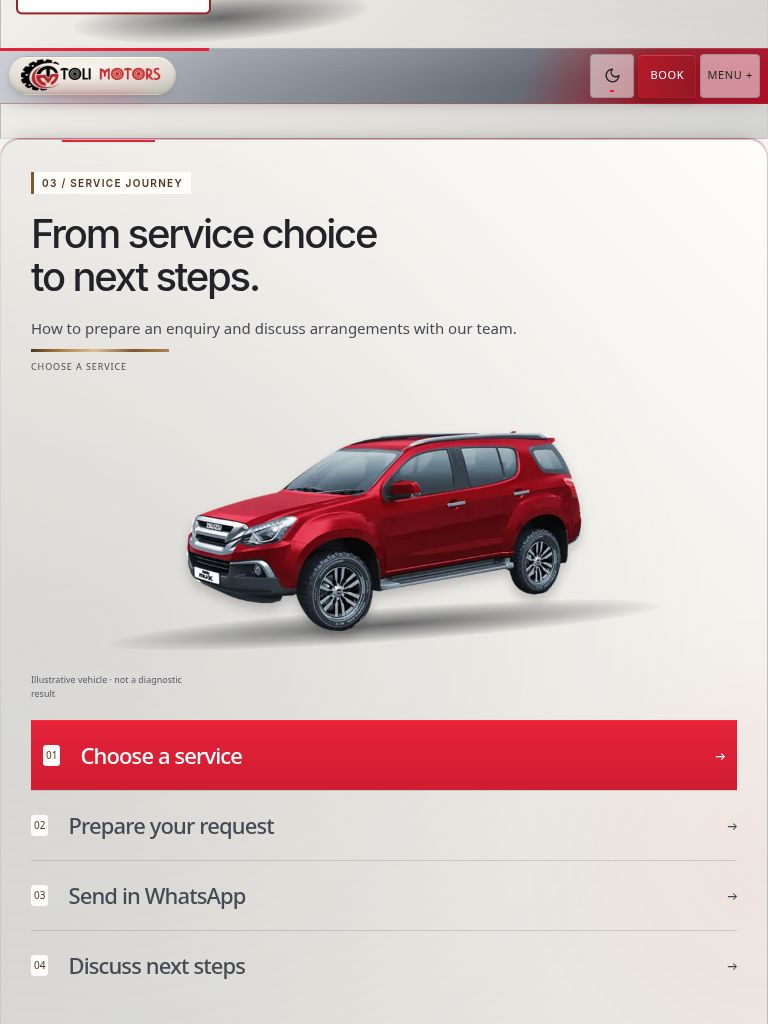 TOLI MOTORS
BOOK
MENU +
03 / SERVICE JOURNEY
From service choice
to next steps.
How to prepare an enquiry and discuss arrangements with our team.
CHOOSE A SERVICE
ISUZU
mu-X
Illustrative vehicle · not a diagnostic
result
01 Choose a service →
02 Prepare your request →
03 Send in WhatsApp →
04 Discuss next steps →